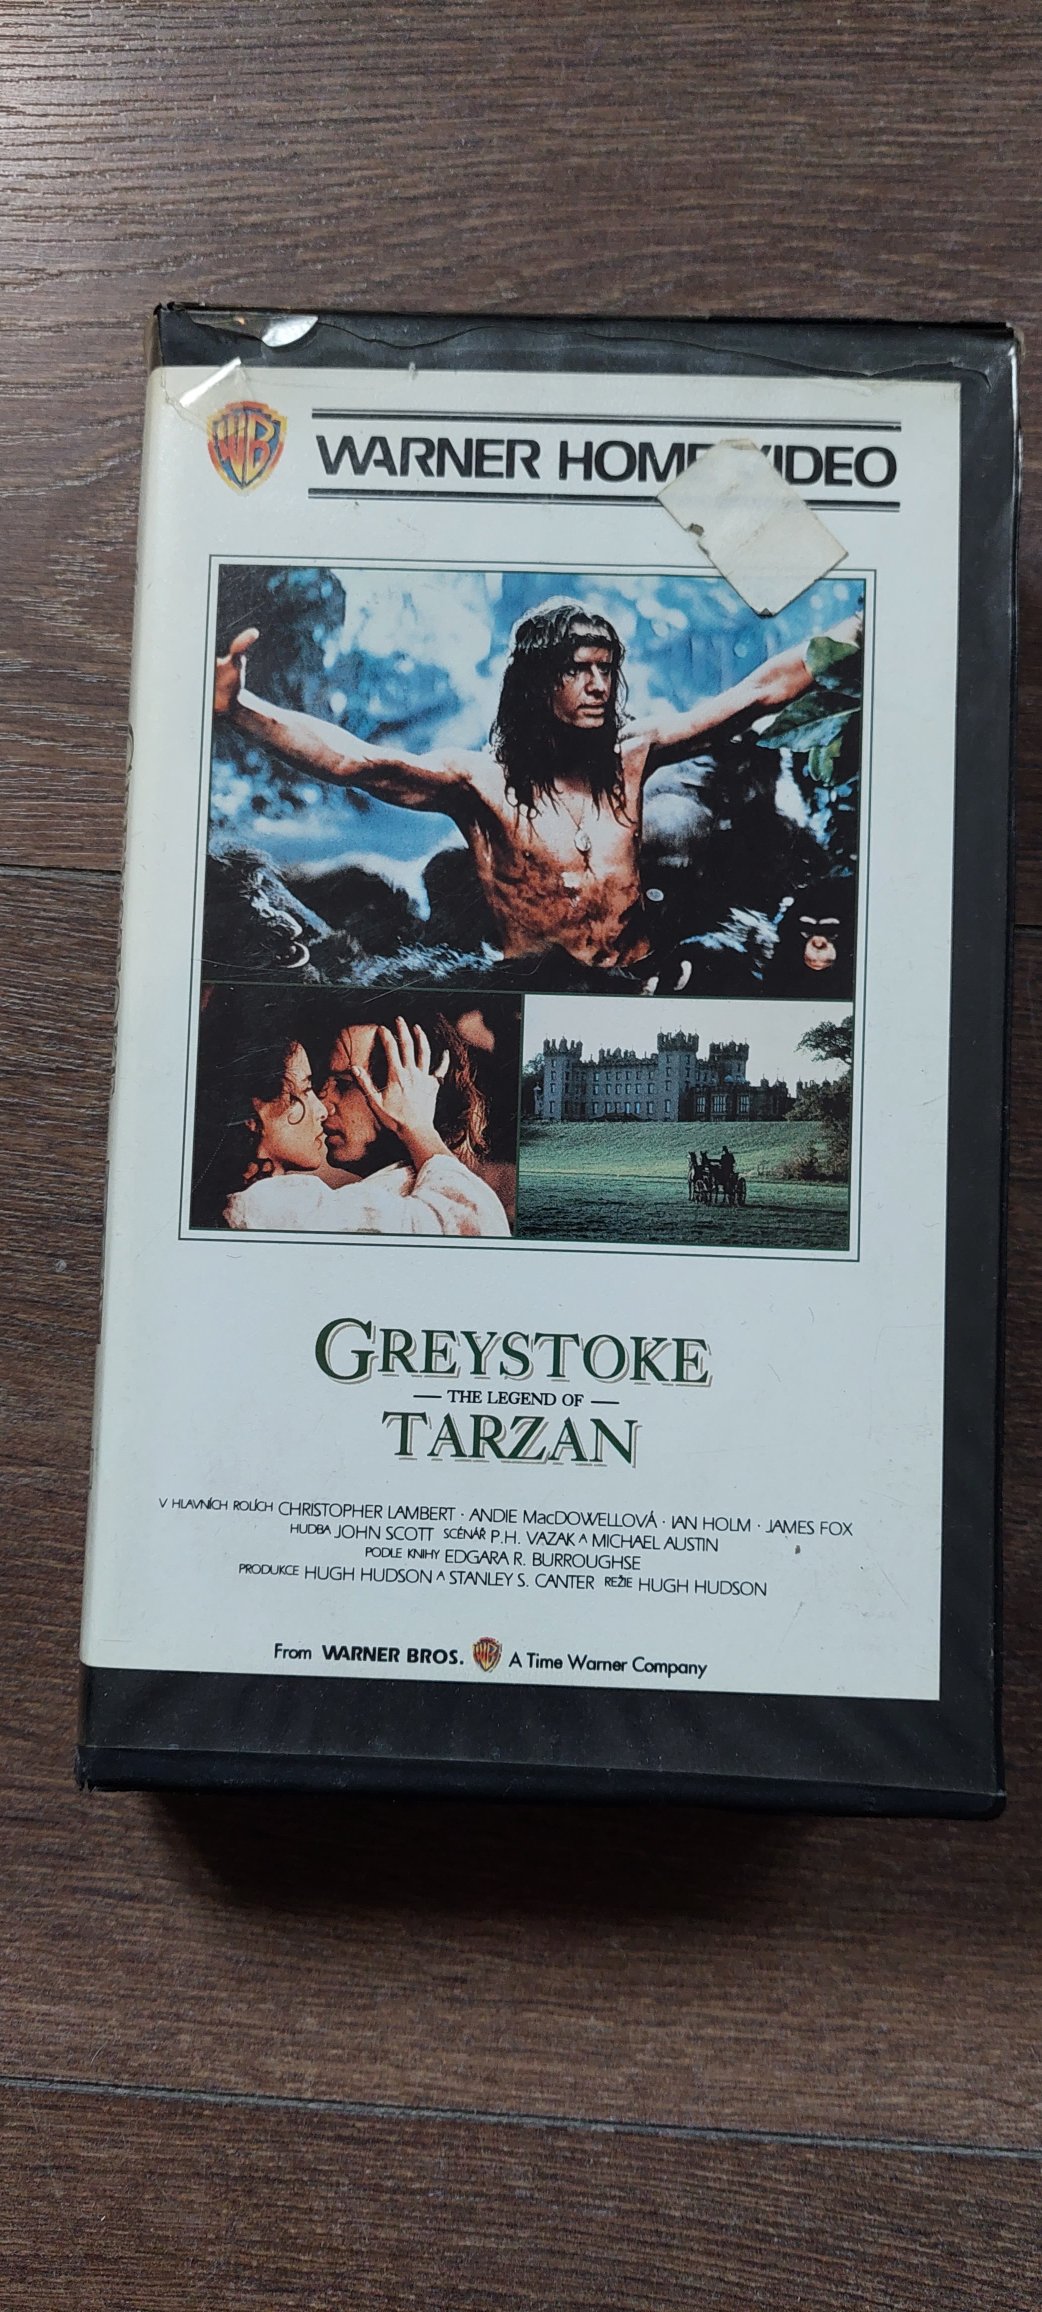 WB
WARNER HOME VIDEO
GREYSTOKE
— THE LEGEND OF —
TARZAN
V HLAVNÍCH ROLÍCH CHRISTOPHER LAMBERT · ANDIE MacDOWELLOVÁ · IAN HOLM · JAMES FOX
HUDBA JOHN SCOTT SCÉNÁŘ P.H. VAZAK A MICHAEL AUSTIN
PODLE KNIHY EDGARA R. BURROUGHSE
PRODUKCE HUGH HUDSON A STANLEY S. CANTER REŽIE HUGH HUDSON
From WARNER BROS. WB A Time Warner Company